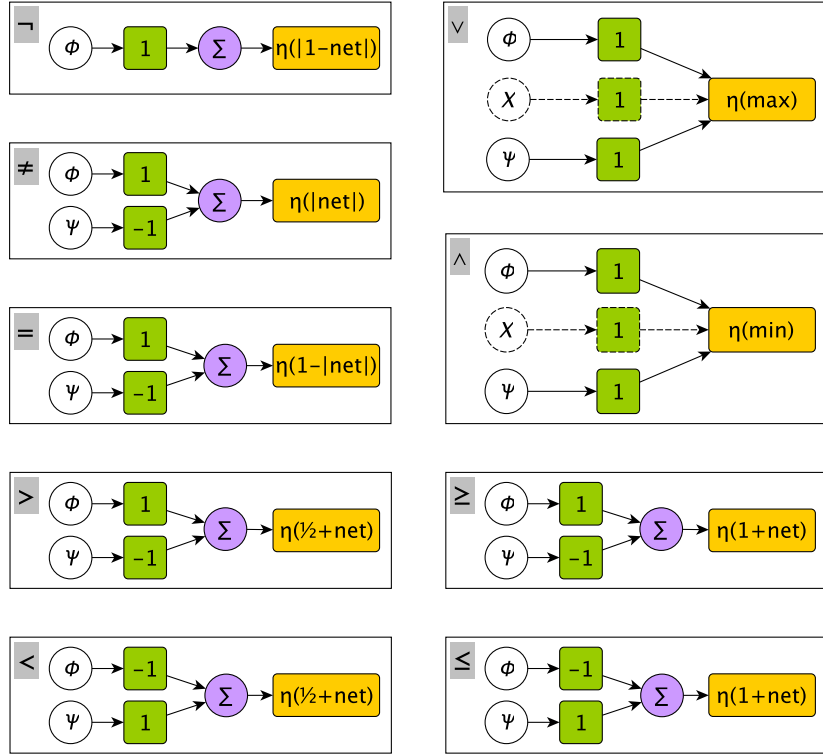 ¬ Φ 1 Σ η(|1−net|)
≠ Φ 1
Ψ −1 Σ η(|net|)
= Φ 1
Ψ −1 Σ η(1−|net|)
> Φ 1
Ψ −1 Σ η(½+net)
< Φ −1
Ψ 1 Σ η(½+net)
∨ Φ 1
X 1 η(max)
Ψ 1
∧ Φ 1
X 1 η(min)
Ψ 1
≥ Φ 1
Ψ −1 Σ η(1+net)
≤ Φ −1
Ψ 1 Σ η(1+net)